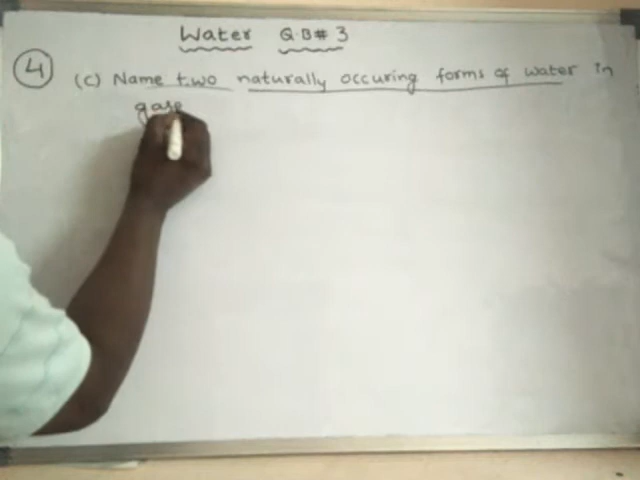 Water Q.B# 3
4 (c) Name two naturally occuring forms of water in
gase